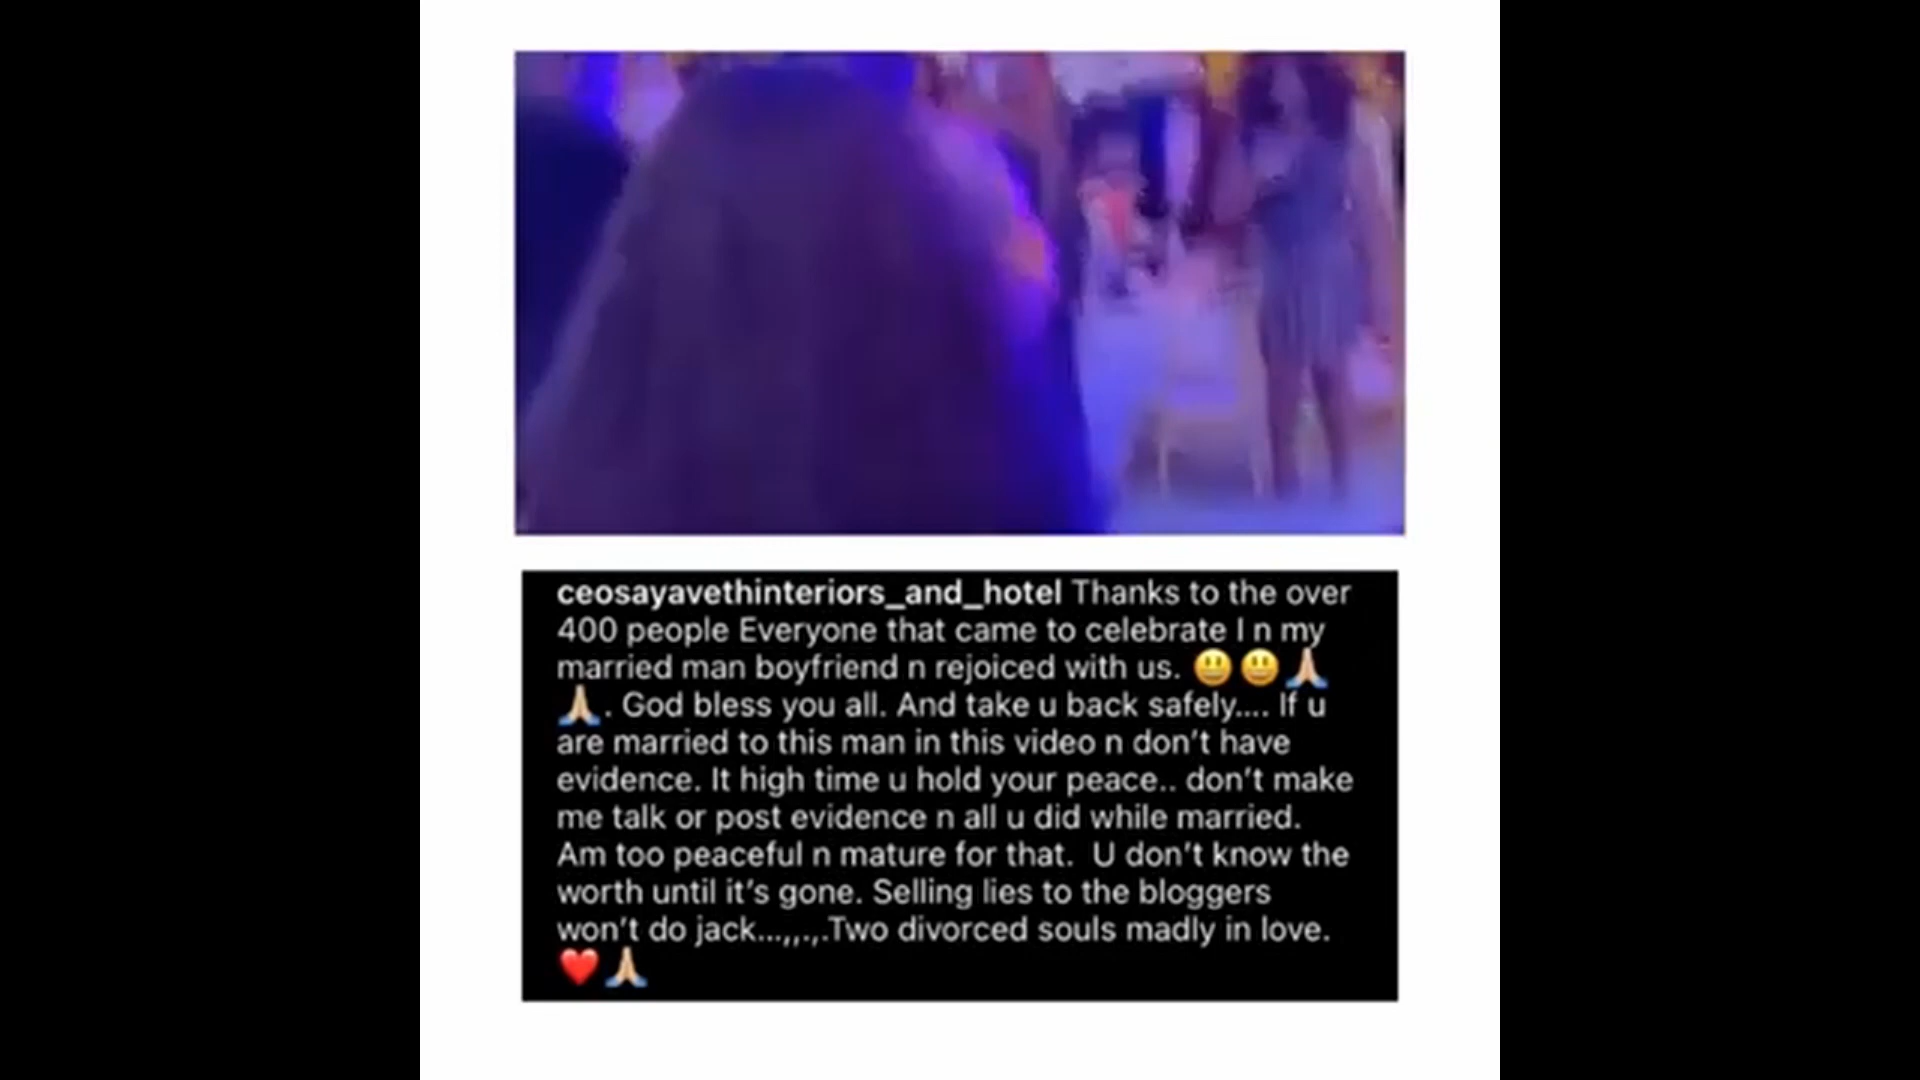 ceosayavethinteriors_and_hotel Thanks to the over
400 people Everyone that came to celebrate I n my
married man boyfriend n rejoiced with us. 😃😃🙏🏼
🙏🏼. God bless you all. And take u back safely.... If u
are married to this man in this video n don't have
evidence. It high time u hold your peace.. don't make
me talk or post evidence n all u did while married.
Am too peaceful n mature for that.  U don't know the
worth until it's gone. Selling lies to the bloggers
won't do jack...,,.,.Two divorced souls madly in love.
❤️🙏🏼